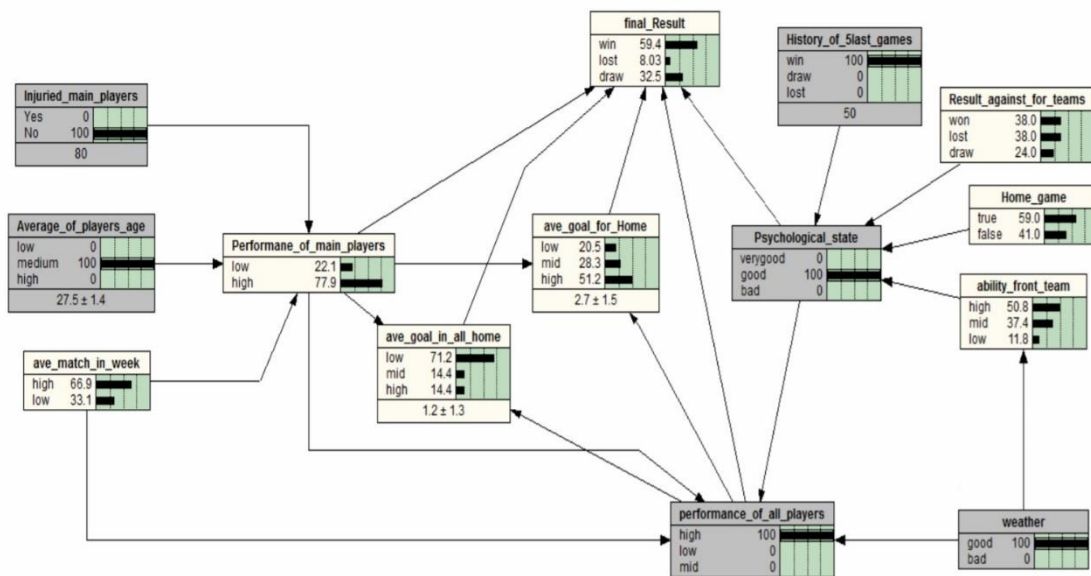 final_Result
win 59.4
lost 8.03
draw 32.5
History_of_5last_games
win 100
draw 0
lost 0
50
Injuried_main_players
Yes 0
No 100
80
Result_against_for_teams
won 38.0
lost 38.0
draw 24.0
Average_of_players_age
low 0
medium 100
high 0
27.5 ± 1.4
Performane_of_main_players
low 22.1
high 77.9
ave_goal_for_Home
low 20.5
mid 28.3
high 51.2
2.7 ± 1.5
Psychological_state
verygood 0
good 100
bad 0
Home_game
true 59.0
false 41.0
ability_front_team
high 50.8
mid 37.4
low 11.8
ave_match_in_week
high 66.9
low 33.1
ave_goal_in_all_home
low 71.2
mid 14.4
high 14.4
1.2 ± 1.3
performance_of_all_players
high 100
low 0
mid 0
weather
good 100
bad 0